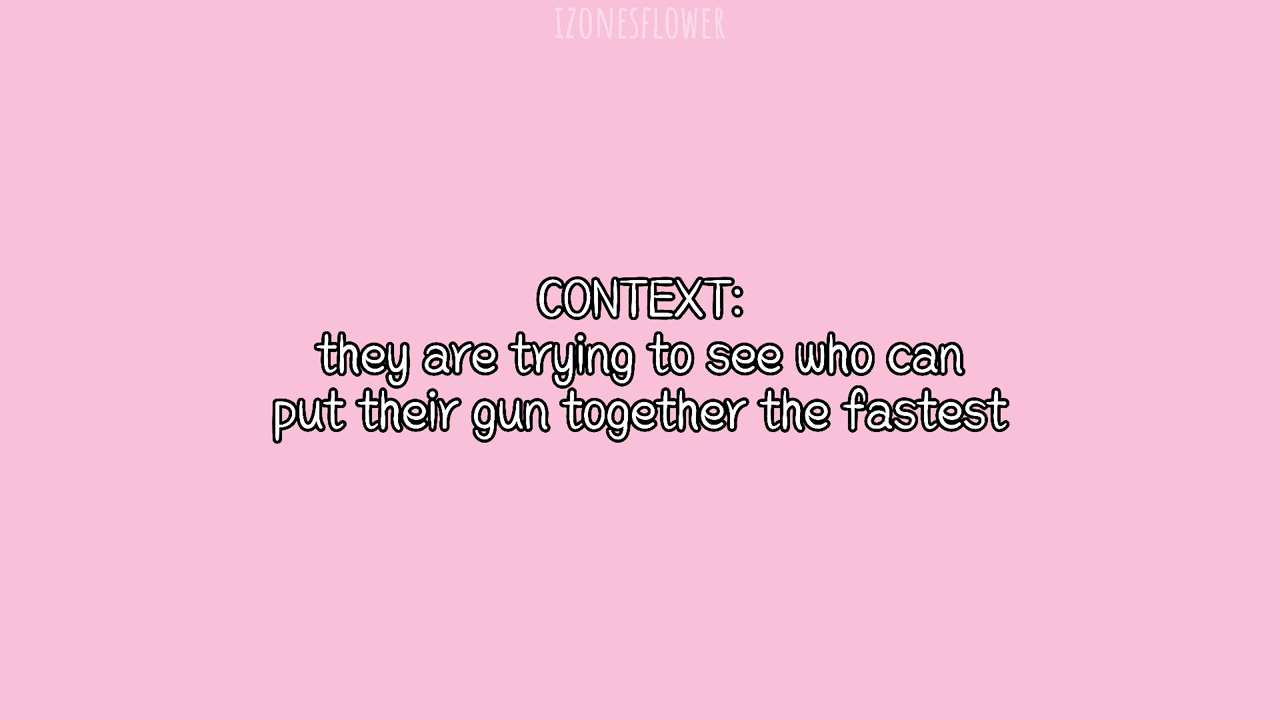 IZONESFLOWER
CONTEXT:
they are trying to see who can
put their gun together the fastest